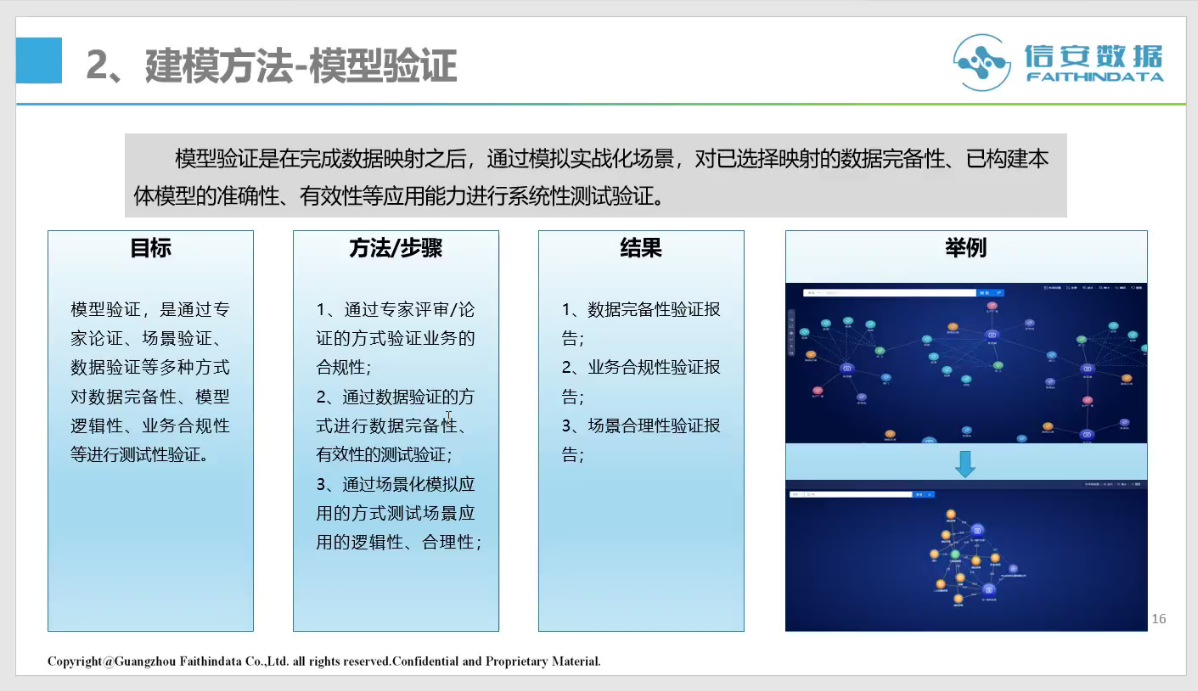 2、建模方法-模型验证
信安数据
FAITHINDATA
模型验证是在完成数据映射之后，通过模拟实战化场景，对已选择映射的数据完备性、已构建本
体模型的准确性、有效性等应用能力进行系统性测试验证。
目标
模型验证，是通过专
家论证、场景验证、
数据验证等多种方式
对数据完备性、模型
逻辑性、业务合规性
等进行测试性验证。
方法/步骤
1、通过专家评审/论
证的方式验证业务的
合规性；
2、通过数据验证的方
式进行数据完备性、
有效性的测试验证；
3、通过场景化模拟应
用的方式测试场景应
用的逻辑性、合理性；
结果
1、数据完备性验证报
告；
2、业务合规性验证报
告；
3、场景合理性验证报
告；
举例
16
Copyright@Guangzhou Faithindata Co.,Ltd. all rights reserved.Confidential and Proprietary Material.